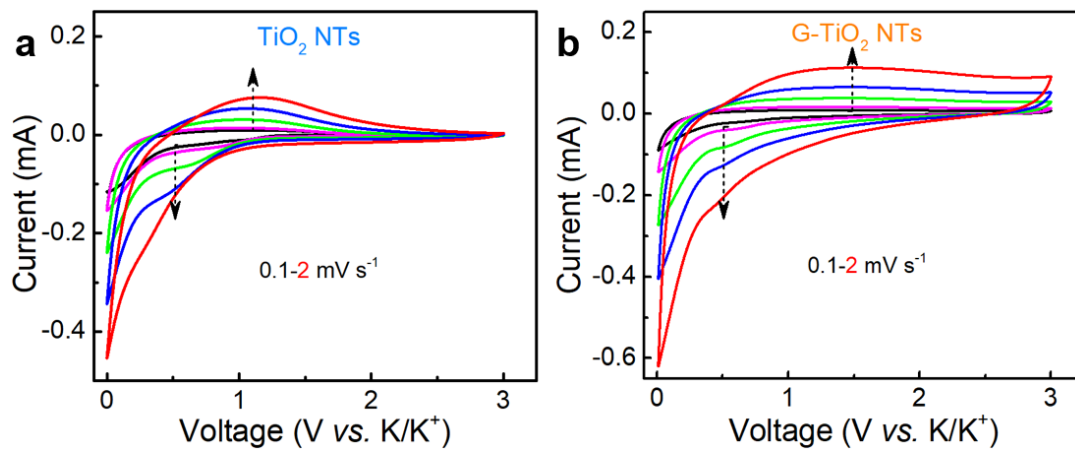 a
TiO₂ NTs
0.2
0.0
-0.2
-0.4
Current (mA)
0.1-2 mV s⁻¹
0
1
2
3
Voltage (V vs. K/K⁺)
b
G-TiO₂ NTs
0.2
0.0
-0.2
-0.4
-0.6
Current (mA)
0.1-2 mV s⁻¹
0
1
2
3
Voltage (V vs. K/K⁺)